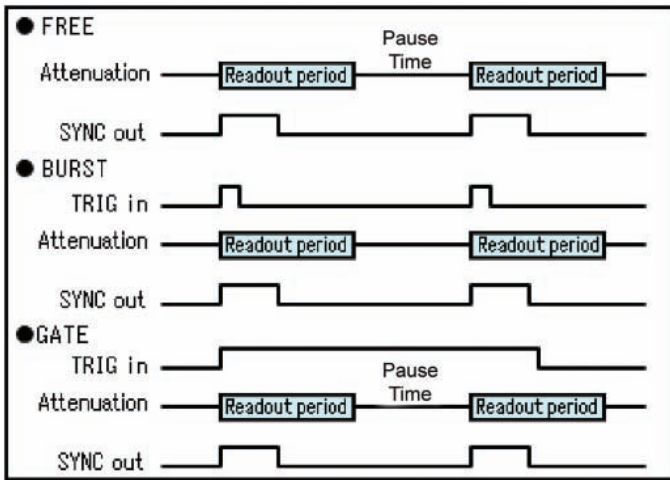 ● FREE
Pause
Time
Attenuation
Readout period
Readout period
SYNC out
● BURST
TRIG in
Attenuation
Readout period
Readout period
SYNC out
●GATE
TRIG in
Pause
Time
Attenuation
Readout period
Readout period
SYNC out